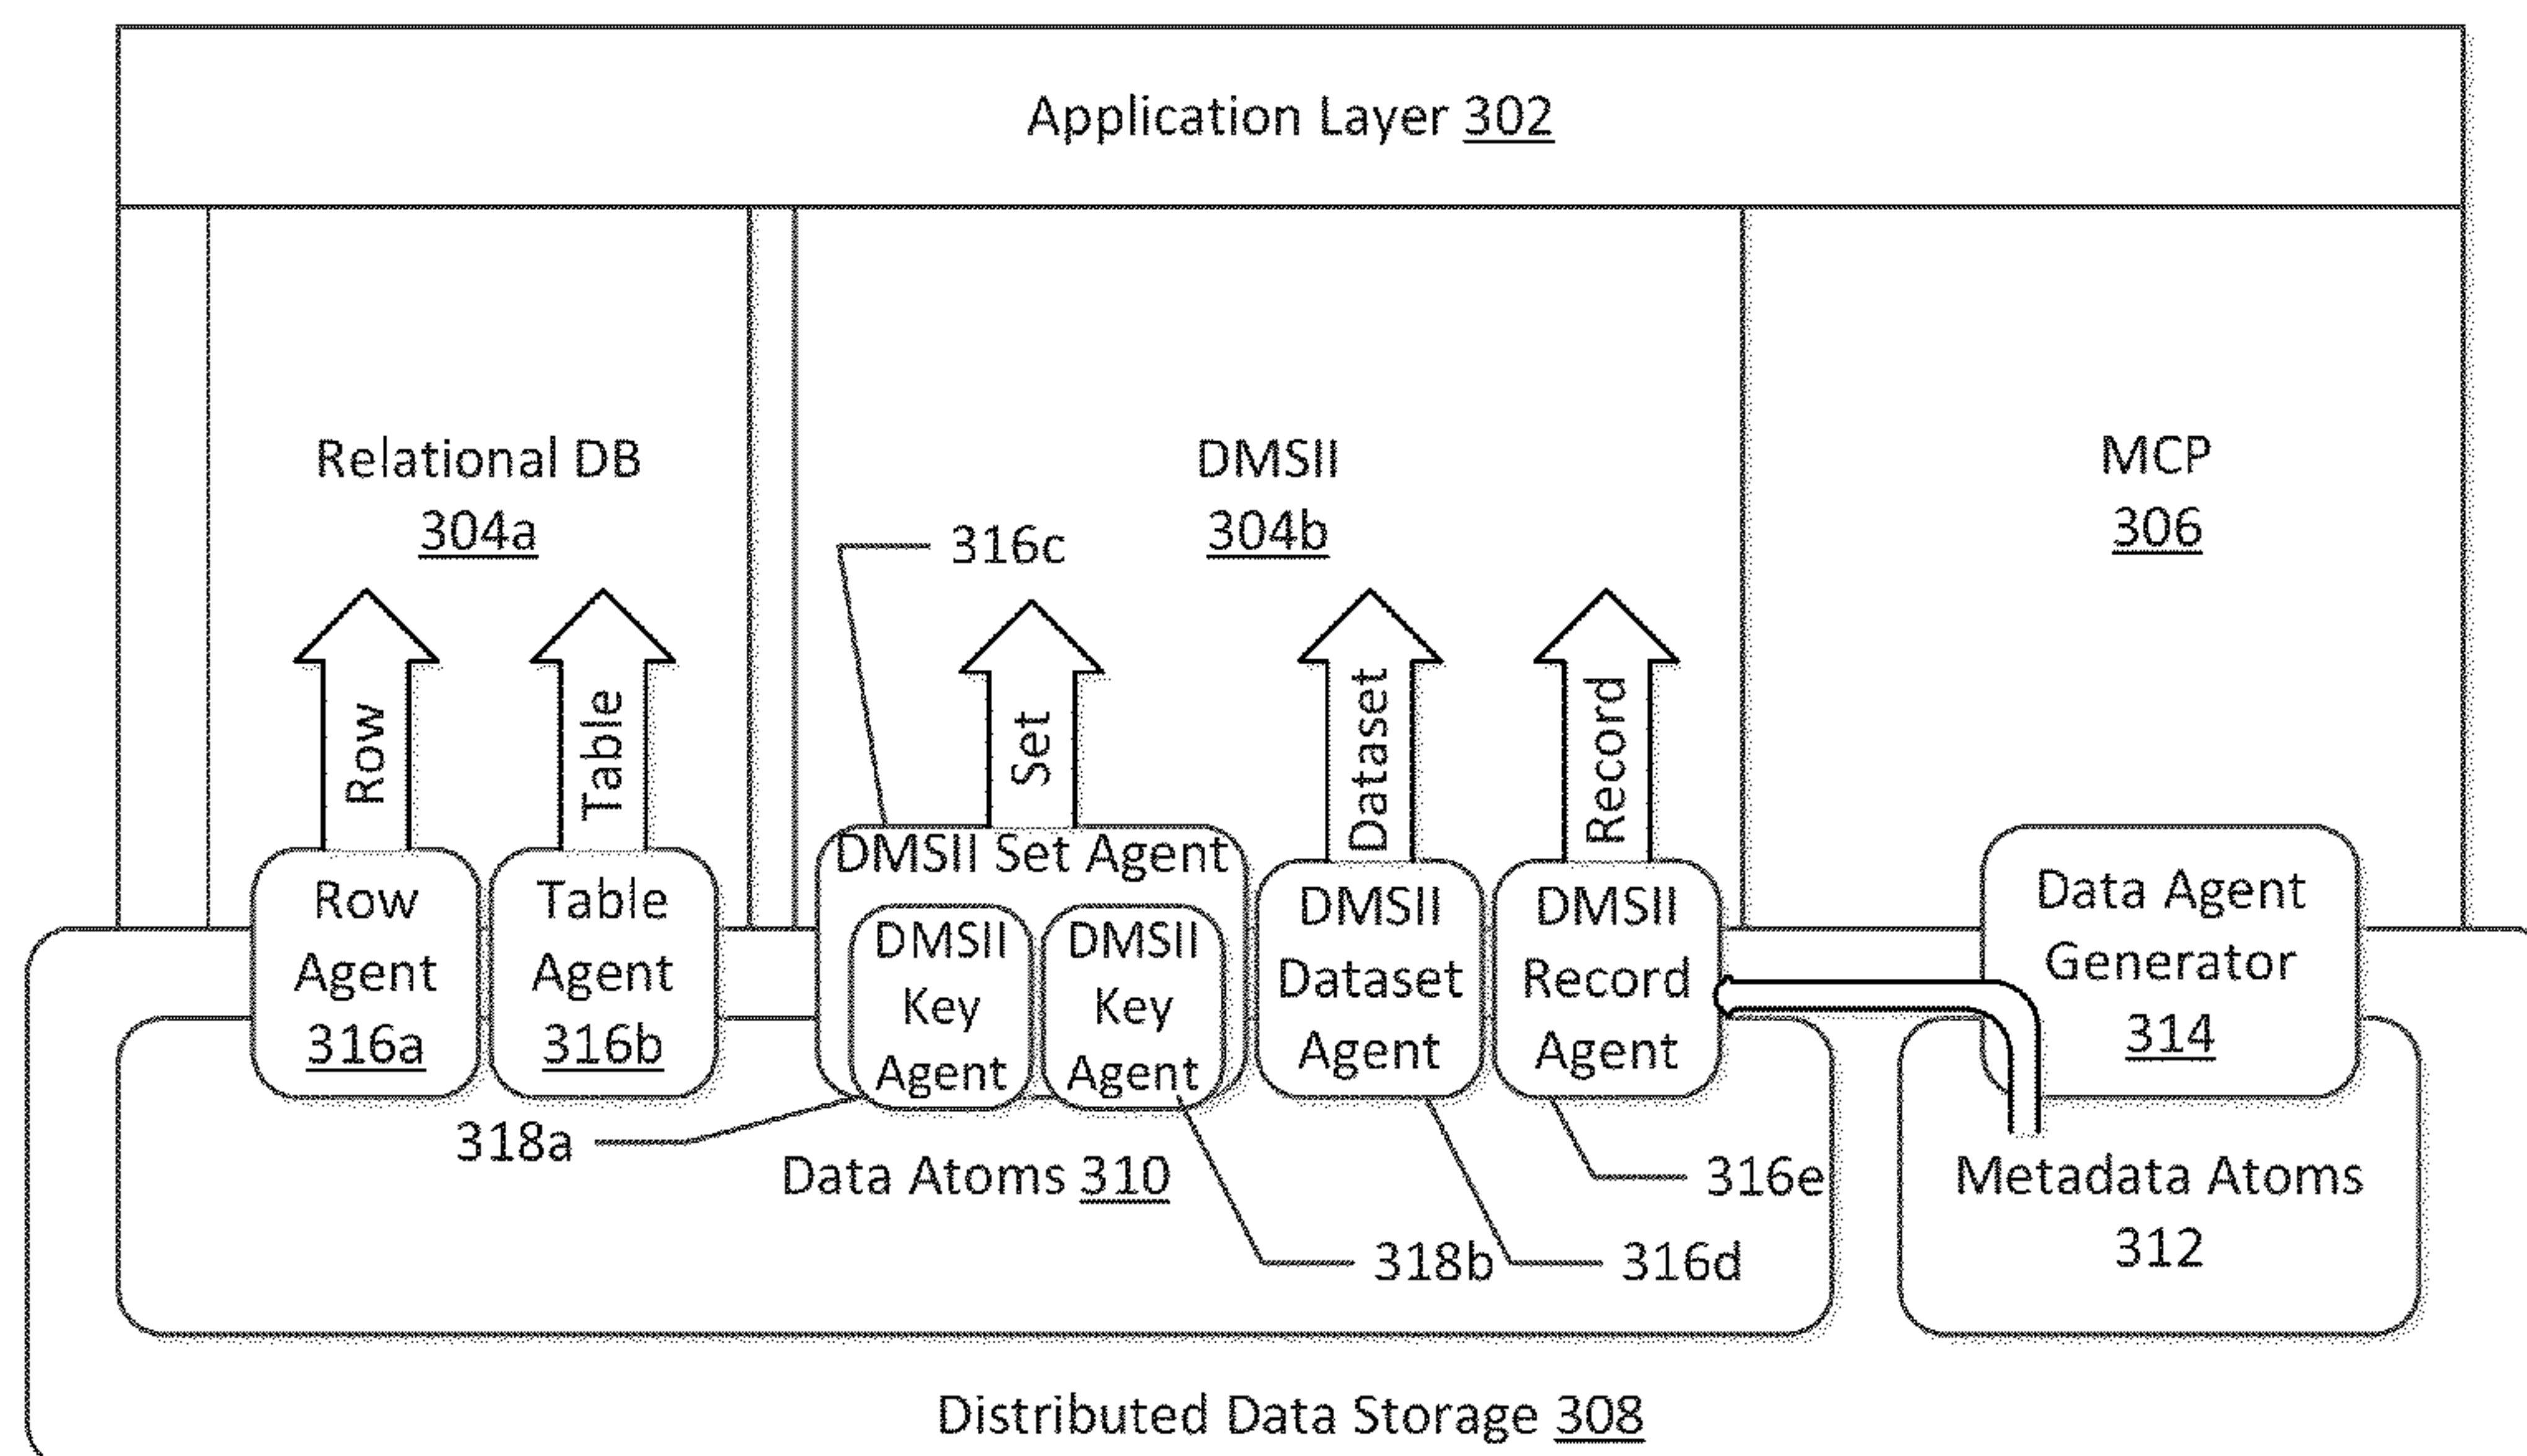 Application Layer 302
Relational DB
304a
DMSII
304b
MCP
306
316c
Row
Table
Set
Dataset
Record
Row
Agent
316a
Table
Agent
316b
DMSII Set Agent
DMSII
Key
Agent
DMSII
Key
Agent
DMSII
Dataset
Agent
DMSII
Record
Agent
Data Agent
Generator
314
318a
Data Atoms 310
318b
316d
316e
Metadata Atoms
312
Distributed Data Storage 308